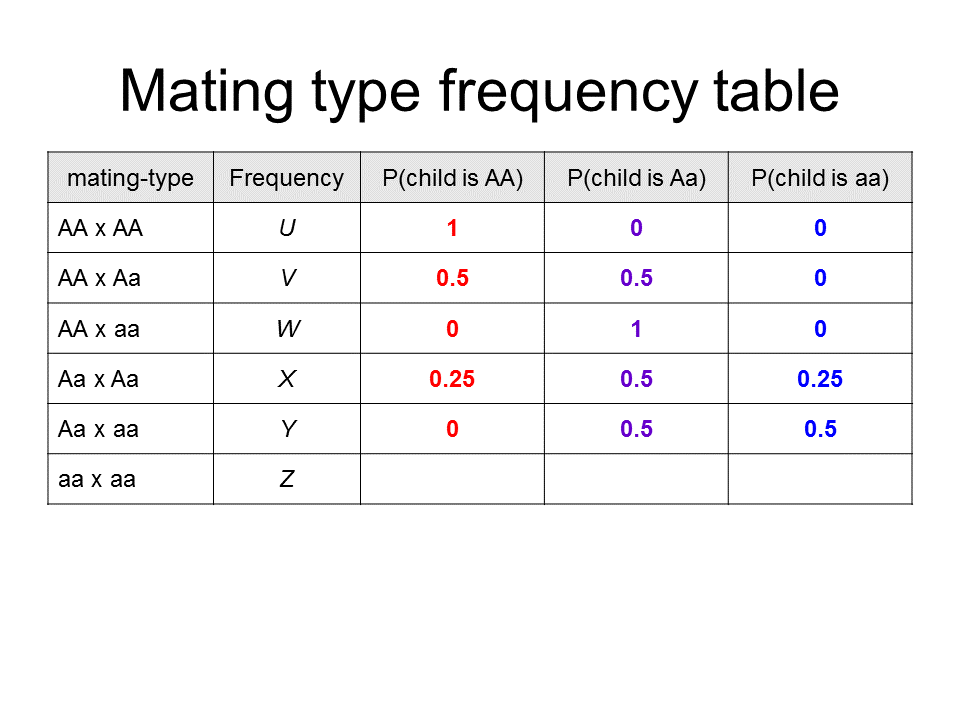 Mating type frequency table
mating-type Frequency P(child is AA) P(child is Aa) P(child is aa)
AA x AA U 1 0 0
AA x Aa V 0.5 0.5 0
AA x aa W 0 1 0
Aa x Aa X 0.25 0.5 0.25
Aa x aa Y 0 0.5 0.5
aa x aa Z